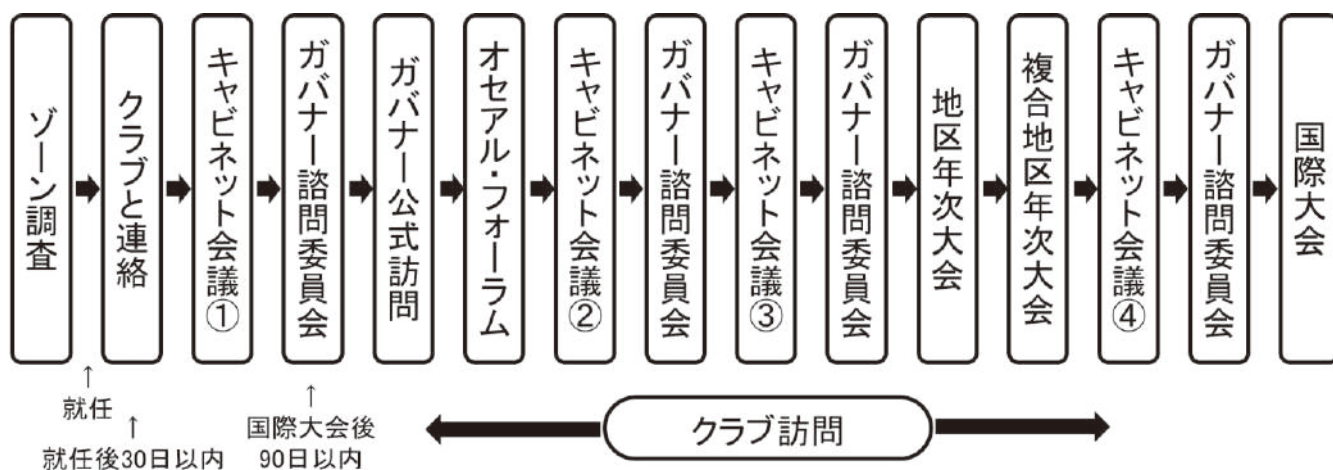 ゾーン調査
クラブと連絡
キャビネット会議①
ガバナー諮問委員会
ガバナー公式訪問
オセアル・フォーラム
キャビネット会議②
ガバナー諮問委員会
キャビネット会議③
ガバナー諮問委員会
地区年次大会
複合地区年次大会
キャビネット会議④
ガバナー諮問委員会
国際大会
↑
就任
↑
就任後30日以内
↑
国際大会後
90日以内
クラブ訪問